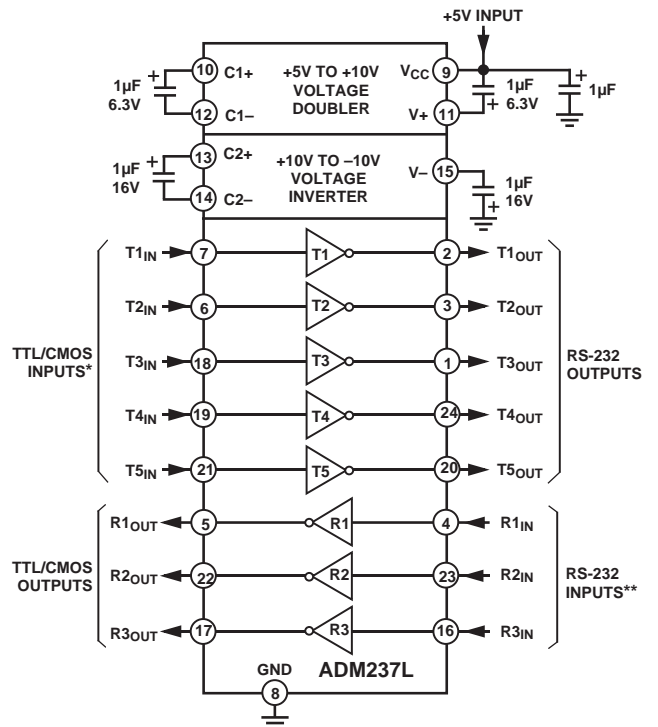 +5V INPUT
1µF
6.3V
+
10 C1+
12 C1–
+5V TO +10V
VOLTAGE
DOUBLER
VCC 9
V+ 11
+
1µF
6.3V
+
1µF
1µF
16V
+
13 C2+
14 C2–
+10V TO –10V
VOLTAGE
INVERTER
V– 15
+
1µF
16V
TTL/CMOS
INPUTS*
T1IN 7 T1 2 T1OUT
T2IN 6 T2 3 T2OUT
T3IN 18 T3 1 T3OUT
T4IN 19 T4 24 T4OUT
T5IN 21 T5 20 T5OUT
RS-232
OUTPUTS
TTL/CMOS
OUTPUTS
R1OUT 5 R1 4 R1IN
R2OUT 22 R2 23 R2IN
R3OUT 17 R3 16 R3IN
RS-232
INPUTS**
GND
8
ADM237L